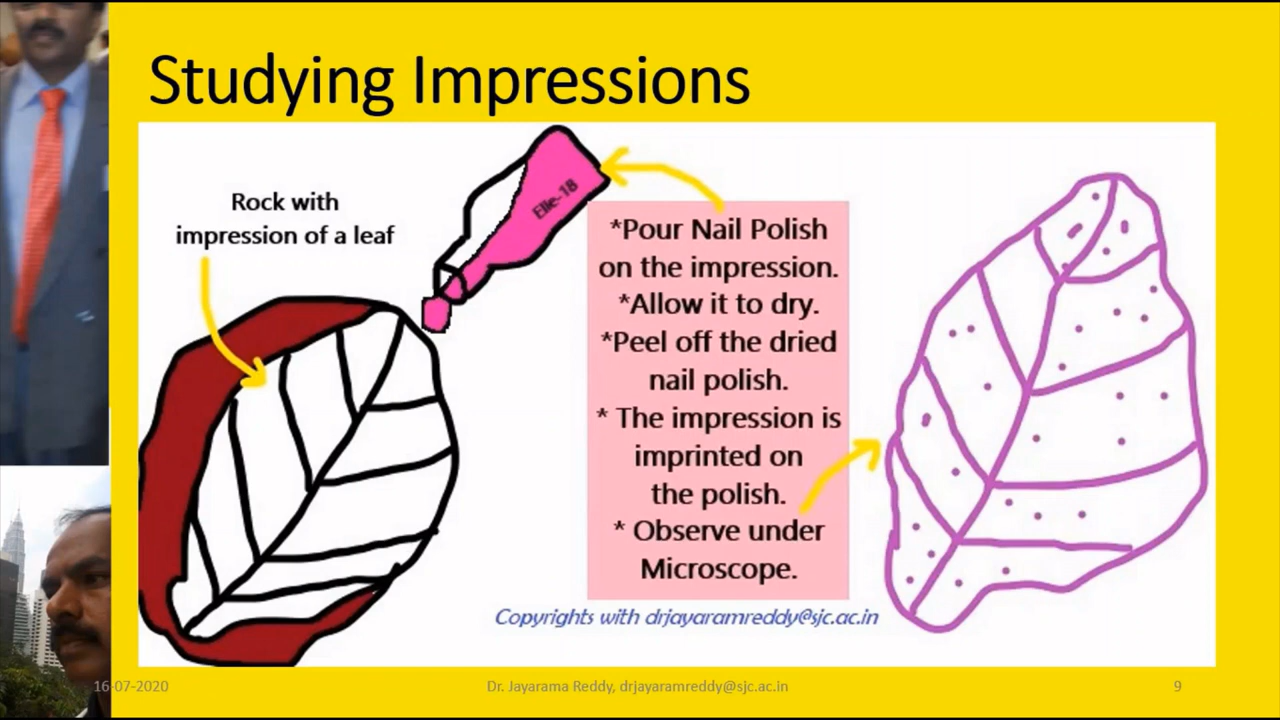 Studying Impressions
Rock with
impression of a leaf
Elle-18
*Pour Nail Polish
on the impression.
*Allow it to dry.
*Peel off the dried
nail polish.
* The impression is
imprinted on
the polish.
* Observe under
Microscope.
Copyrights with drjayaramreddy@sjc.ac.in
16-07-2020
Dr. Jayarama Reddy, drjayaramreddy@sjc.ac.in
9